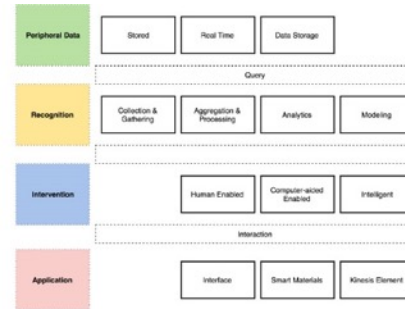 Peripheral Data
Stored
Real Time
Data Storage
Query
Recognition
Collection &
Gathering
Aggregation &
Processing
Analytics
Modeling
Intervention
Human Enabled
Computer-aided
Enabled
Intelligent
Interaction
Application
Interface
Smart Materials
Kinesis Element